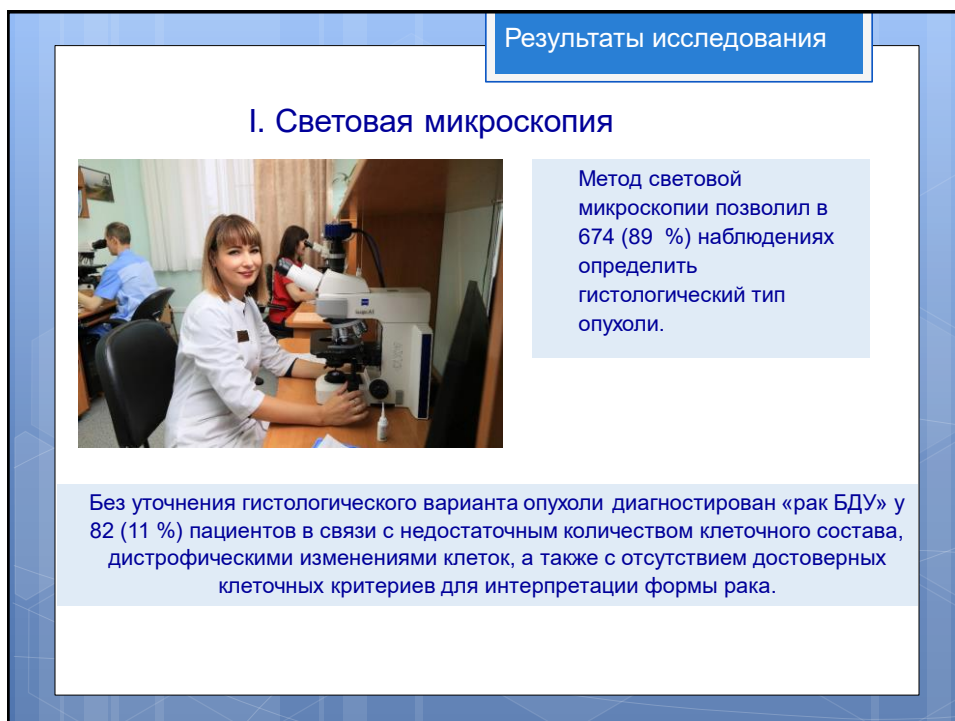 Результаты исследования
I. Световая микроскопия
Метод световой
микроскопии позволил в
674 (89 %) наблюдениях
определить
гистологический тип
опухоли.
Без уточнения гистологического варианта опухоли диагностирован «рак БДУ» у
82 (11 %) пациентов в связи с недостаточным количеством клеточного состава,
дистрофическими изменениями клеток, а также с отсутствием достоверных
клеточных критериев для интерпретации формы рака.